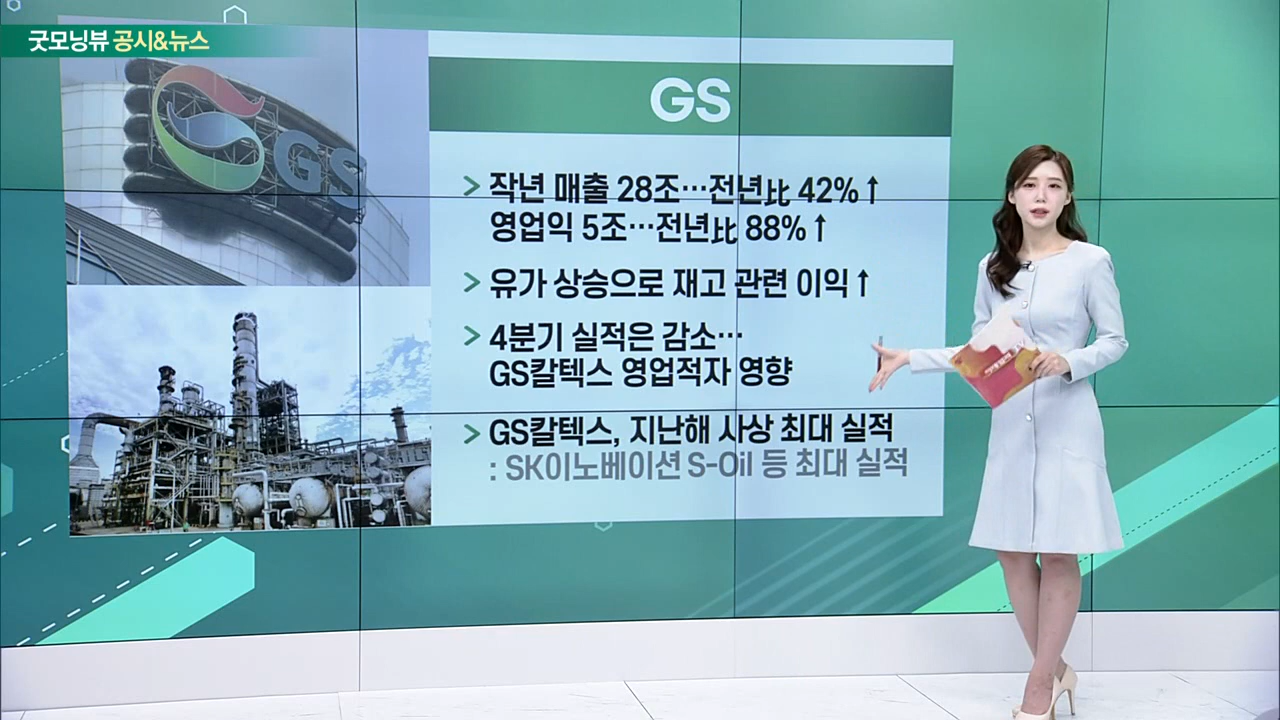 굿모닝뷰 공시&뉴스
GS
GS
> 작년 매출 28조…전년比 42%↑
영업익 5조…전년比 88%↑
> 유가 상승으로 재고 관련 이익↑
> 4분기 실적은 감소…
GS칼텍스 영업적자 영향
> GS칼텍스, 지난해 사상 최대 실적
: SK이노베이션 S-Oil 등 최대 실적